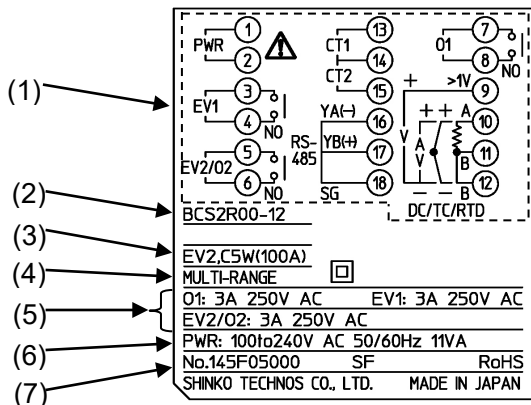 PWR 1 2
CT1 CT2 13 14 15
O1 7 8 NO
(1)
EV1 3 4 NO
EV2/O2 5 6 NO
RS-485 YA(-) YB(+) SG 16 17 18
+ >1V 9
V + + A 10
A V B 11
- - - B 12
DC/TC/RTD
(2) BCS2R00-12
(3) EV2,C5W(100A)
(4) MULTI-RANGE
(5) O1: 3A 250V AC EV1: 3A 250V AC
EV2/O2: 3A 250V AC
(6) PWR: 100to240V AC 50/60Hz 11VA
(7) No.145F05000 SF RoHS
SHINKO TECHNOS CO., LTD. MADE IN JAPAN